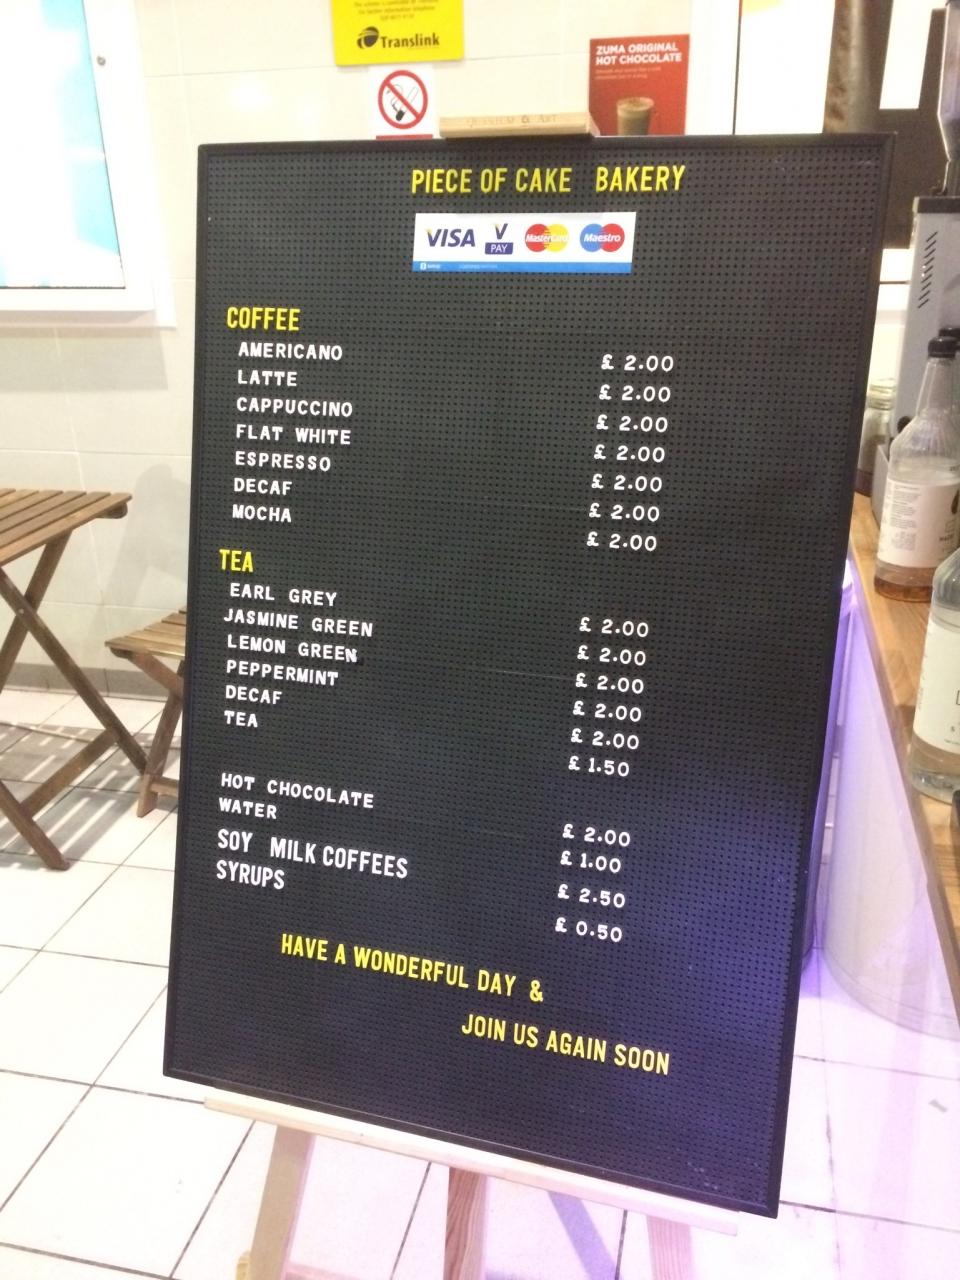 Translink
ZUMA ORIGINAL
HOT CHOCOLATE
PIECE OF CAKE BAKERY
VISA V PAY MasterCard Maestro
COFFEE
AMERICANO £ 2.00
LATTE £ 2.00
CAPPUCCINO £ 2.00
FLAT WHITE £ 2.00
ESPRESSO £ 2.00
DECAF £ 2.00
MOCHA £ 2.00
TEA
EARL GREY £ 2.00
JASMINE GREEN £ 2.00
LEMON GREEN £ 2.00
PEPPERMINT £ 2.00
DECAF £ 2.00
TEA £ 1.50
HOT CHOCOLATE £ 2.00
WATER £ 1.00
SOY MILK COFFEES £ 2.50
SYRUPS £ 0.50
HAVE A WONDERFUL DAY &
JOIN US AGAIN SOON